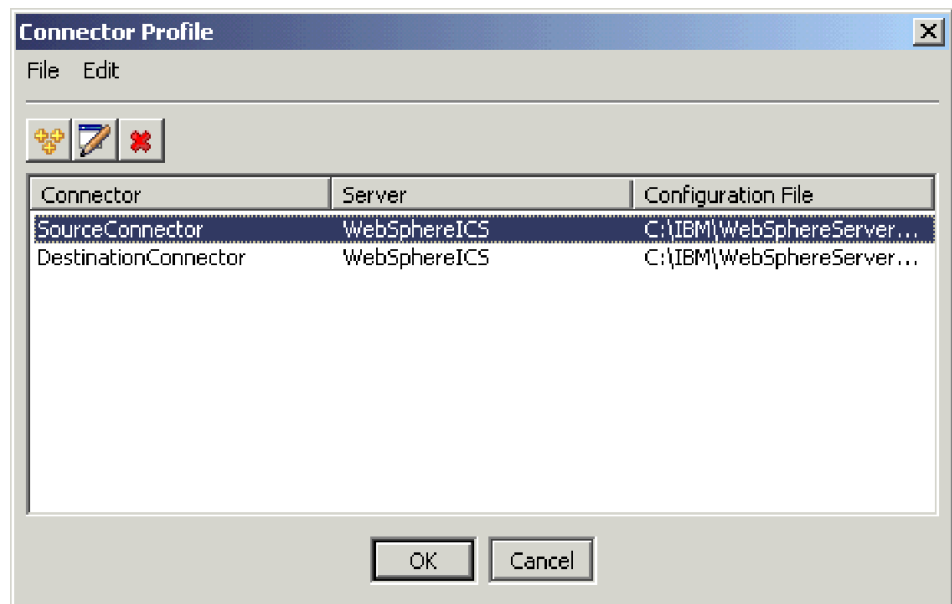 Connector Profile
File Edit
Connector Server Configuration File
SourceConnector WebSphereICS C:\IBM\WebSphereServer...
DestinationConnector WebSphereICS C:\IBM\WebSphereServer...
OK Cancel